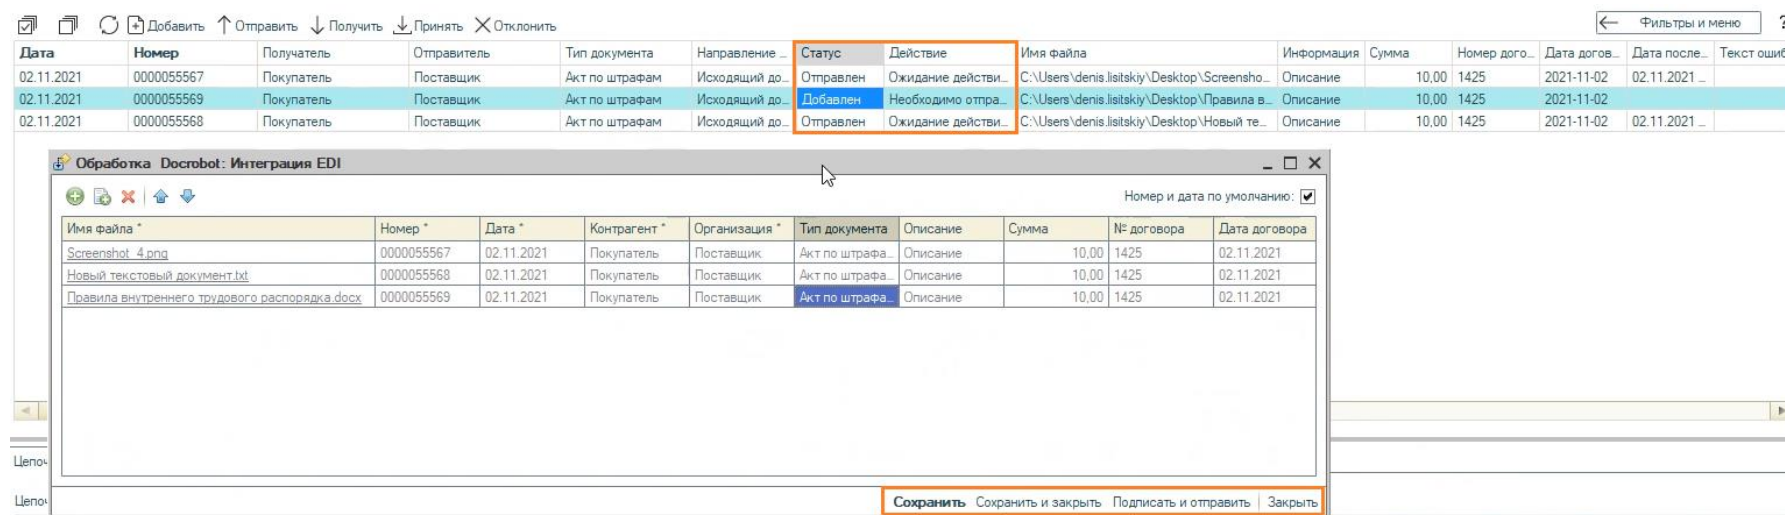 Добавить Отправить Получить Принять Отклонить Фильтры и меню ?
Дата Номер Получатель Отправитель Тип документа Направление ... Статус Действие Имя файла Информация Сумма Номер дого... Дата догов... Дата после... Текст ошиб
02.11.2021 0000055567 Покупатель Поставщик Акт по штрафам Исходящий до... Отправлен Ожидание действи... C:\Users\denis.lisitskiy\Desktop\Screensho... Описание 10,00 1425 2021-11-02 02.11.2021 ...
02.11.2021 0000055569 Покупатель Поставщик Акт по штрафам Исходящий до... Добавлен Необходимо отпра... C:\Users\denis.lisitskiy\Desktop\Правила в... Описание 10,00 1425 2021-11-02
02.11.2021 0000055568 Покупатель Поставщик Акт по штрафам Исходящий до... Отправлен Ожидание действи... C:\Users\denis.lisitskiy\Desktop\Новый те... Описание 10,00 1425 2021-11-02 02.11.2021 ...
Обработка Docrobot: Интеграция EDI
Номер и дата по умолчанию:
Имя файла * Номер * Дата * Контрагент * Организация * Тип документа Описание Сумма № договора Дата договора
Screenshot_4.png 0000055567 02.11.2021 Покупатель Поставщик Акт по штрафа... Описание 10,00 1425 02.11.2021
Новый текстовый документ.txt 0000055568 02.11.2021 Покупатель Поставщик Акт по штрафа... Описание 10,00 1425 02.11.2021
Правила внутреннего трудового распорядка.docx 0000055569 02.11.2021 Покупатель Поставщик Акт по штрафа... Описание 10,00 1425 02.11.2021
Цепоч
Цепоч
Сохранить Сохранить и закрыть Подписать и отправить Закрыть